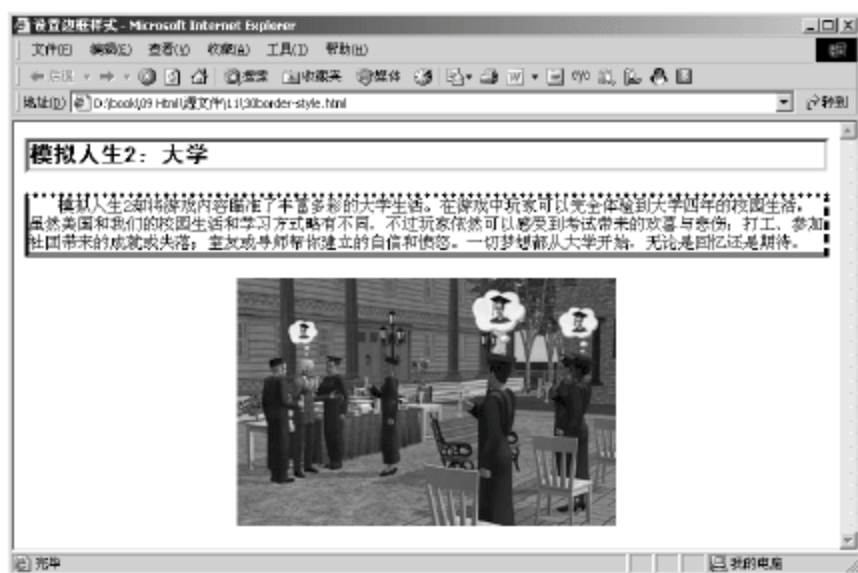 设置边框样式 - Microsoft Internet Explorer
文件(F) 编辑(E) 查看(V) 收藏(A) 工具(T) 帮助(H)
后退 搜索 收藏夹 媒体
地址(D) D:\book\09 Html\源文件\11\30border-style.html 转到
模拟人生2：大学
模拟人生2却将游戏内容瞄准了丰富多彩的大学生活。在游戏中玩家可以完全体验到大学四年的校园生活。
虽然美国和我们的校园生活和学习方式略有不同，不过玩家依然可以感受到考试带来的欢喜与悲伤；打工、参加
社团带来的成就或失落；室友或导师帮你建立的自信和愤怒。一切梦想都从大学开始，无论是回忆还是期待。
完毕 我的电脑